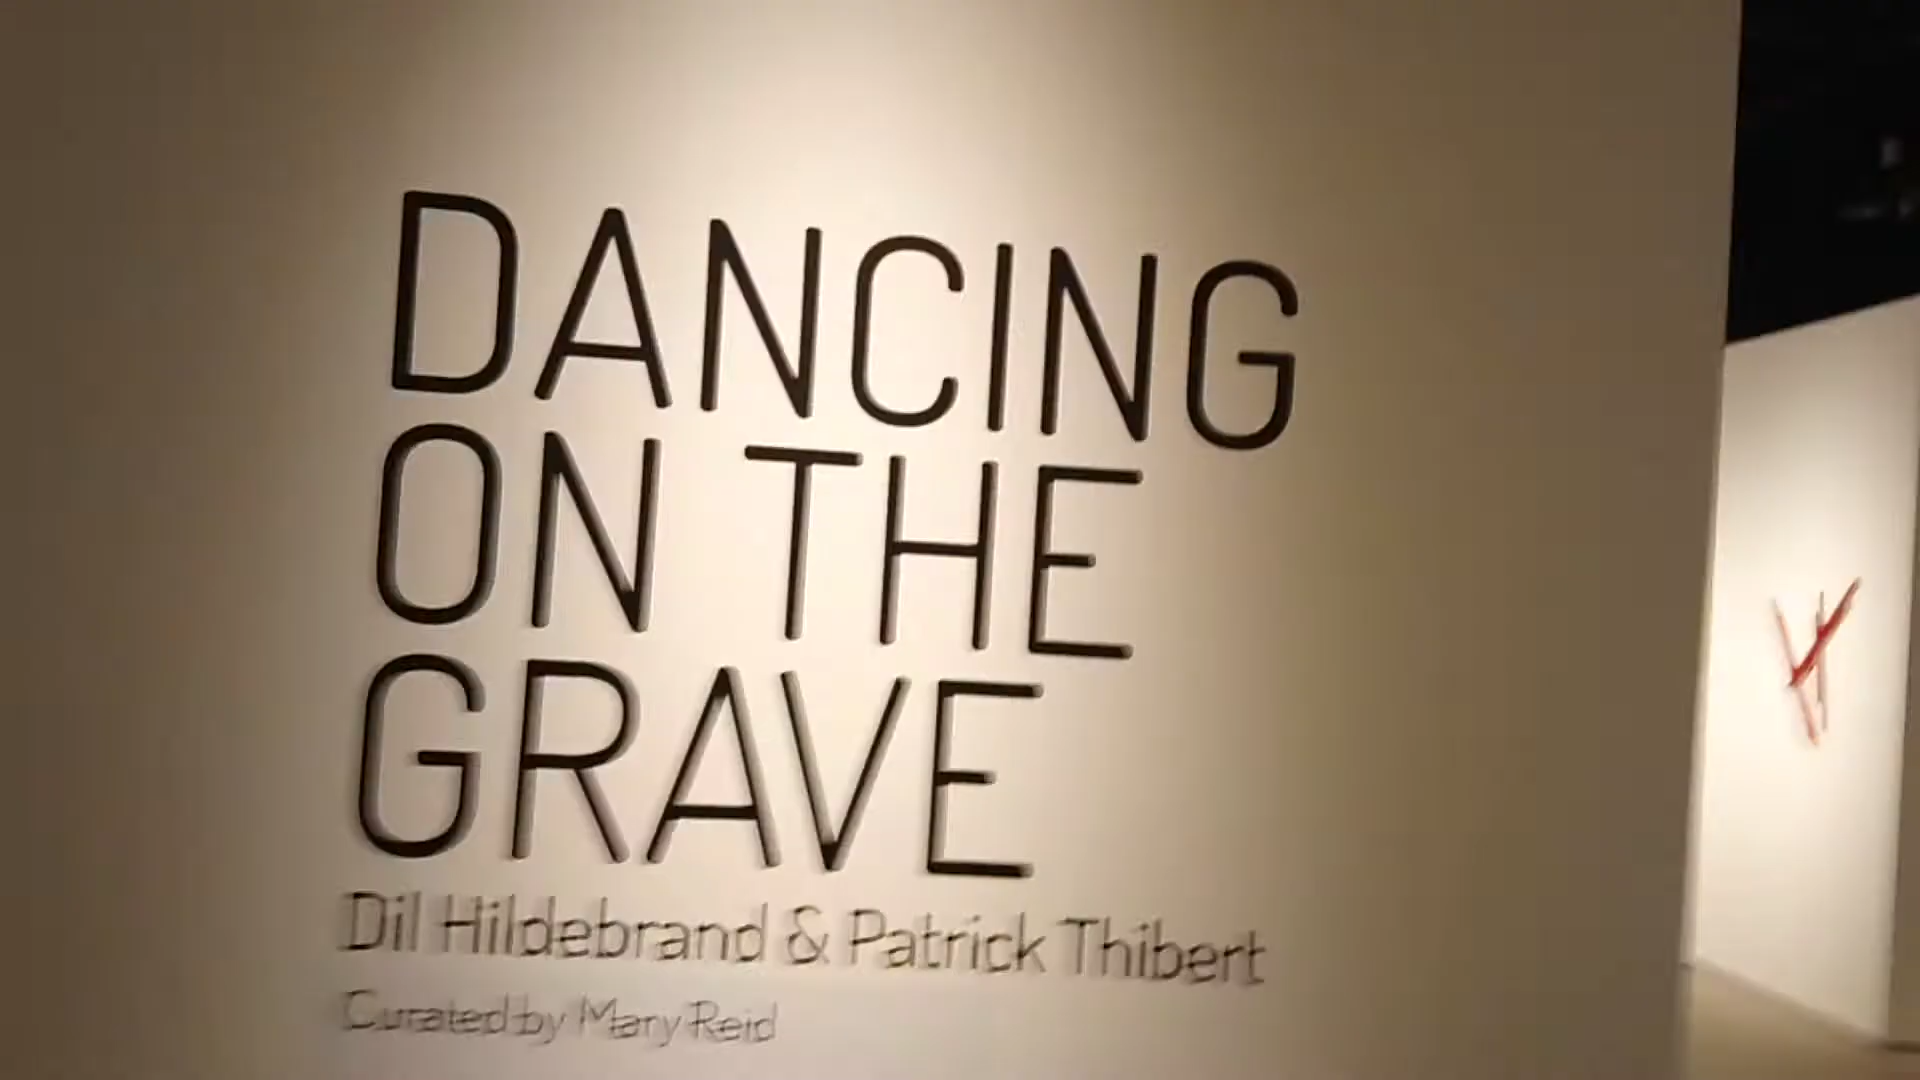 DANCING
ON THE
GRAVE
Dil Hildebrand & Patrick Thibert
Curated by Mary Reid